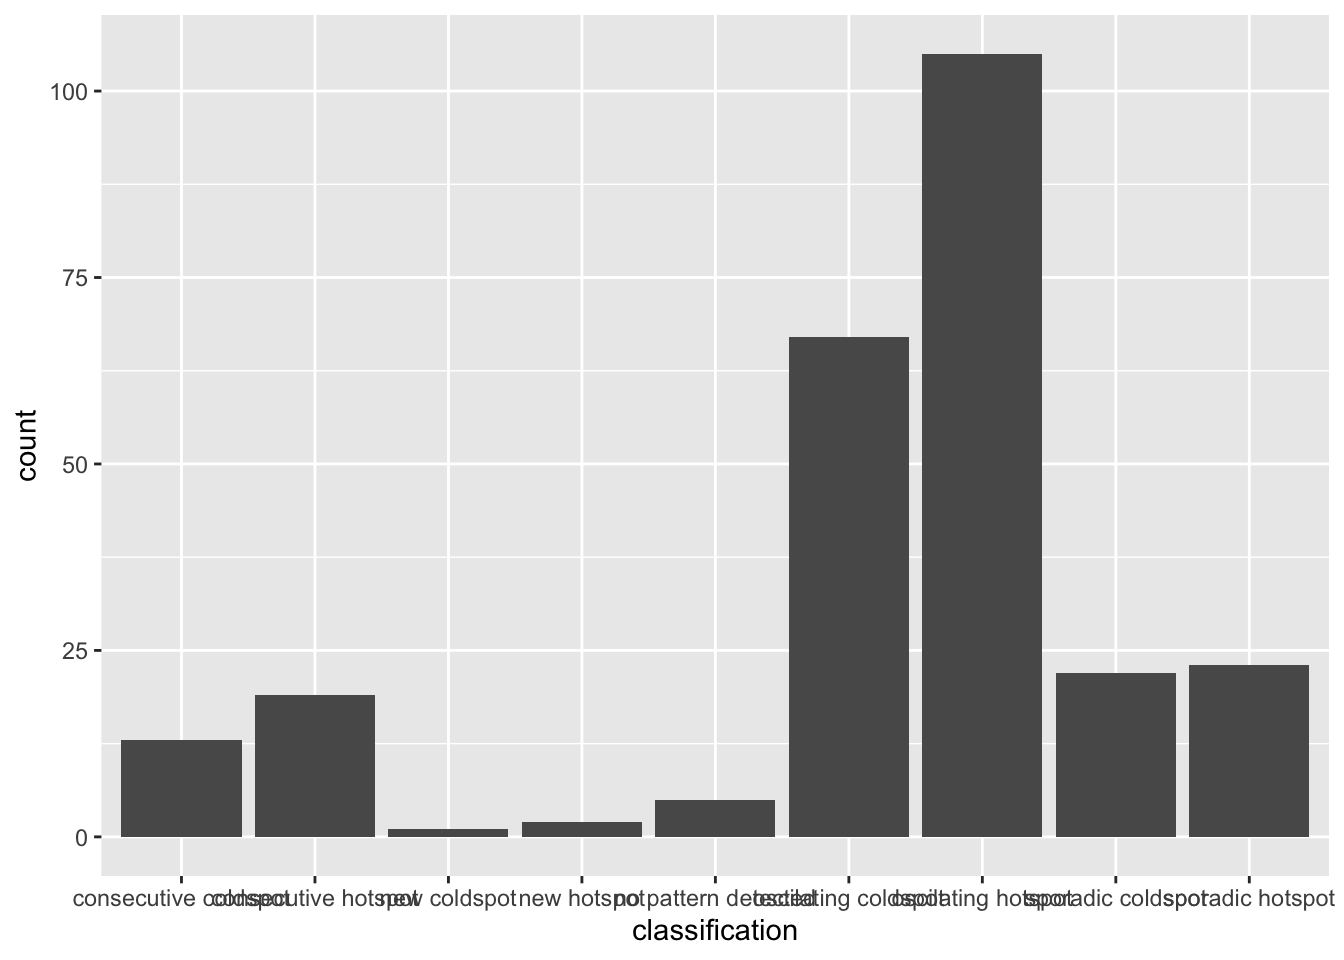 100
75
50
25
0
count
consecutive coldspot consecutive hotspot new coldspot new hotspot no pattern detected oscilating coldspot oscilating hotspot sporadic coldspot sporadic hotspot
classification